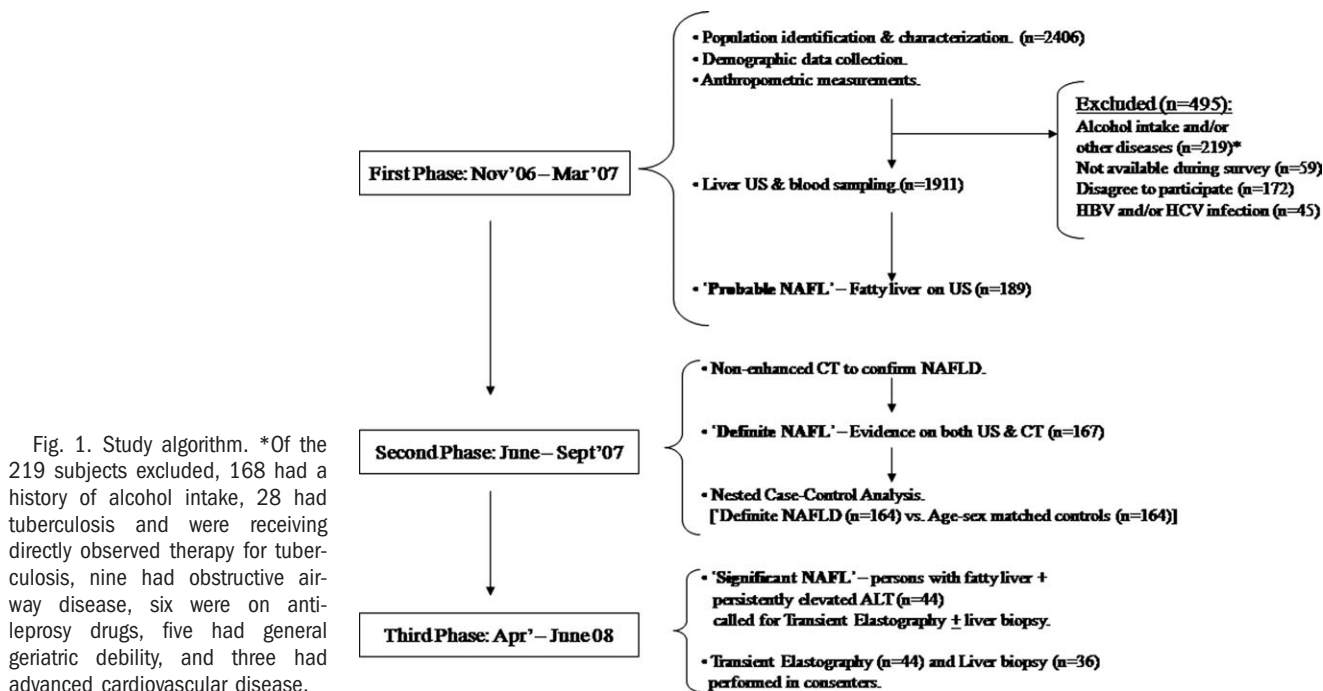 • Population identification & characterization. (n=2406)
• Demographic data collection.
• Anthropometric measurements.
Excluded (n=495):
Alcohol intake and/or
other diseases (n=219)*
Not available during survey (n=59)
Disagree to participate (n=172)
HBV and/or HCV infection (n=45)
First Phase: Nov’06 – Mar’07
• Liver US & blood sampling.(n=1911)
• ‘Probable NAFL’ – Fatty liver on US (n=189)
• Non-enhanced CT to confirm NAFLD.
Second Phase: June – Sept’07
• ‘Definite NAFL’ – Evidence on both US & CT (n=167)
• Nested Case-Control Analysis.
[‘Definite NAFLD (n=164) vs. Age-sex matched controls (n=164)]
• ‘Significant NAFL’ – persons with fatty liver +
persistently elevated ALT (n=44)
called for Transient Elastography ± liver biopsy.
Third Phase: Apr’ – June 08
• Transient Elastography (n=44) and Liver biopsy (n=36)
performed in consenters.
Fig. 1. Study algorithm. *Of the
219 subjects excluded, 168 had a
history of alcohol intake, 28 had
tuberculosis and were receiving
directly observed therapy for tuber-
culosis, nine had obstructive air-
way disease, six were on anti-
leprosy drugs, five had general
geriatric debility, and three had
advanced cardiovascular disease.